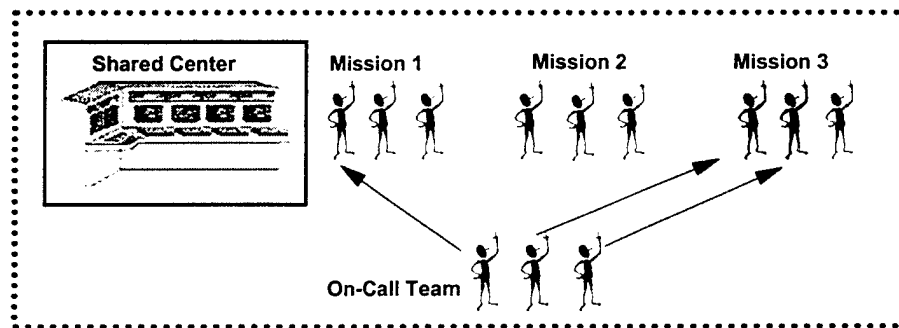 Shared Center
Mission 1
Mission 2
Mission 3
On-Call Team